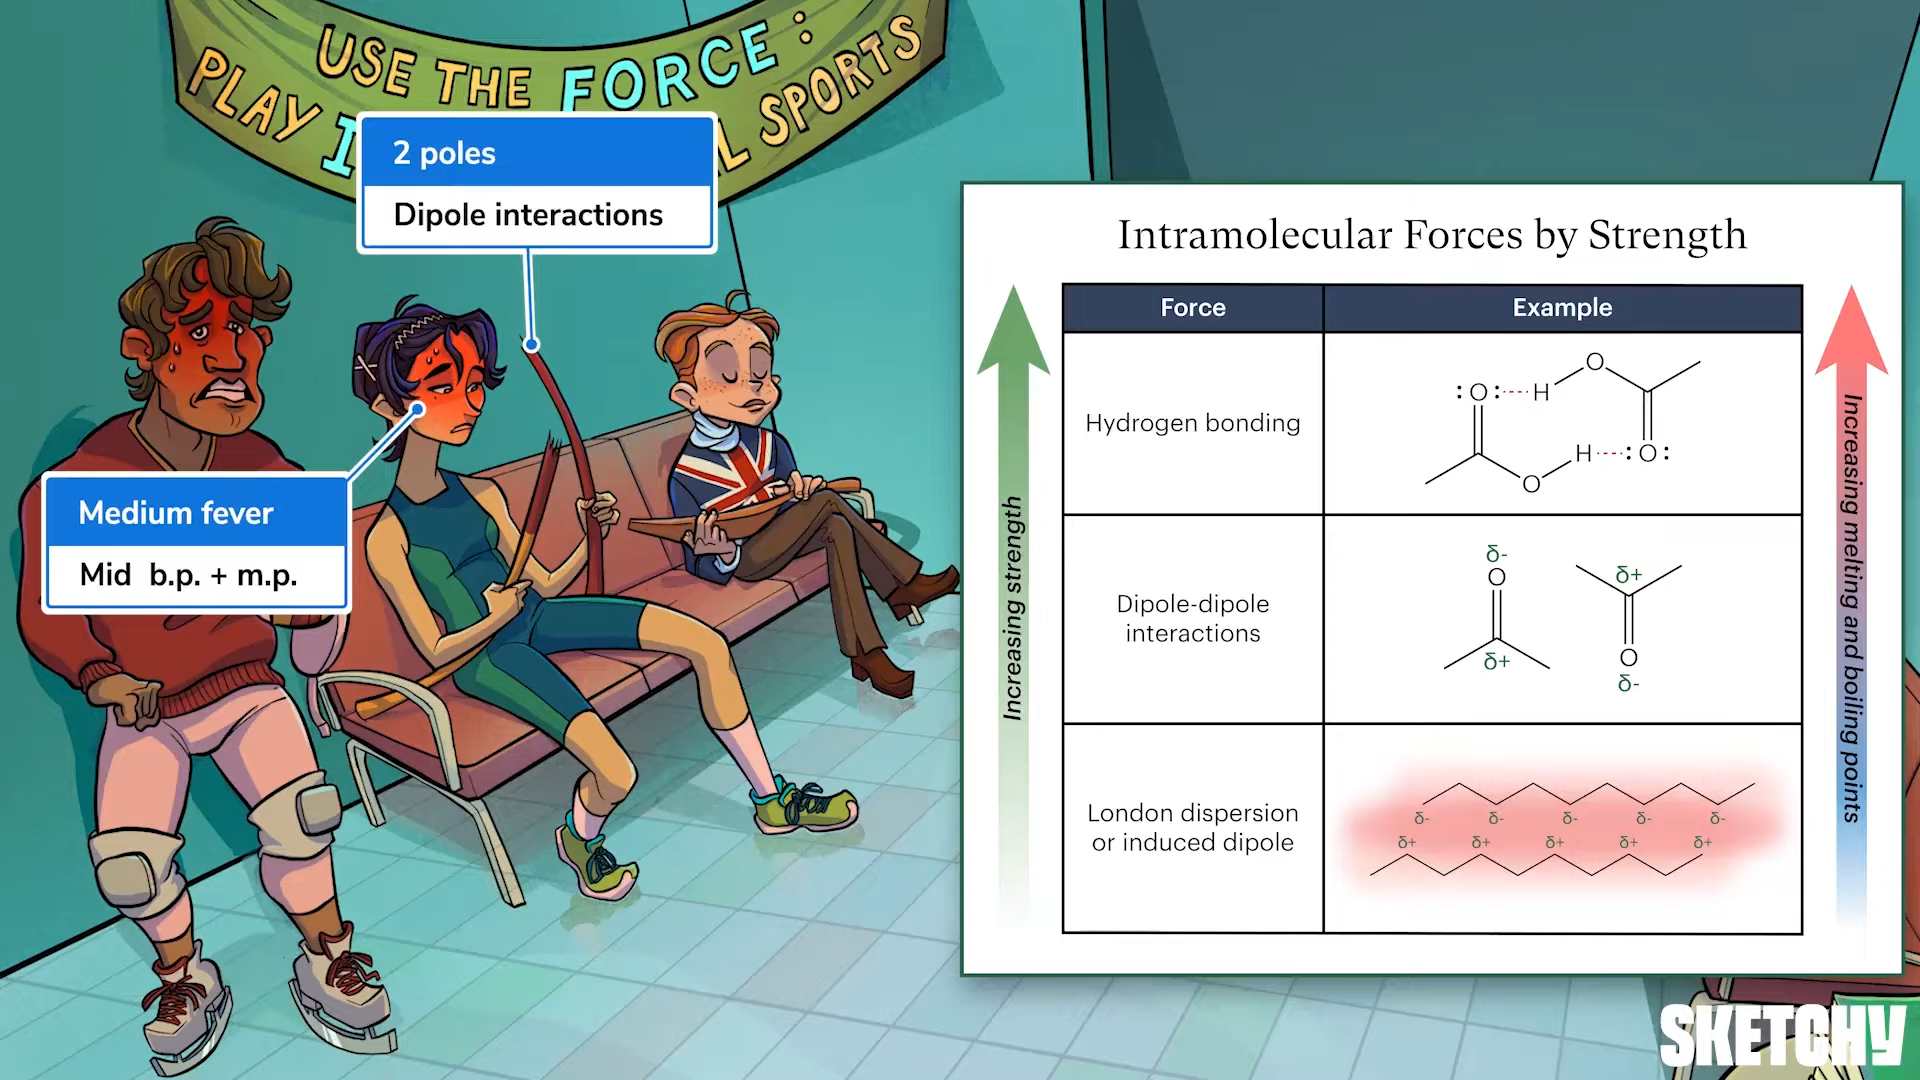 USE THE FORCE:
PLAY I L SPORTS
2 poles
Dipole interactions
Medium fever
Mid b.p. + m.p.
Intramolecular Forces by Strength
Force
Example
Increasing strength
Increasing melting and boiling points
Hydrogen bonding
:O: H O
H :O:
O
Dipole-dipole
interactions
δ-
O
δ+
δ+
O
δ-
London dispersion
or induced dipole
δ- δ- δ- δ- δ-
δ+ δ+ δ+ δ+ δ+
SKETCHY